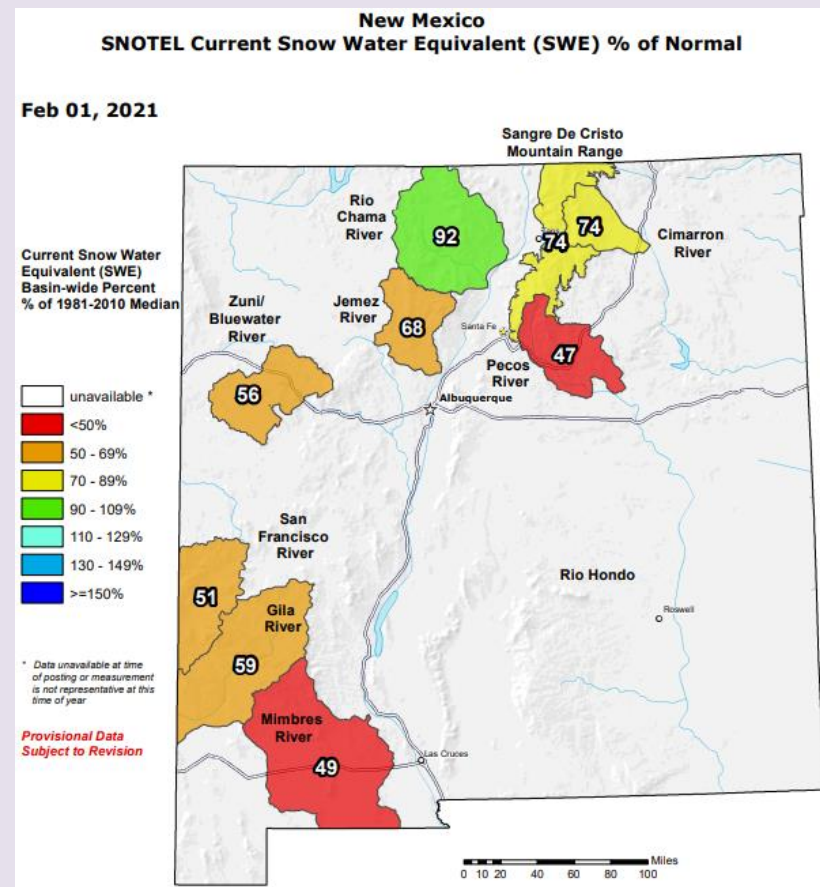 New Mexico
SNOTEL Current Snow Water Equivalent (SWE) % of Normal
Feb 01, 2021
Sangre De Cristo
Mountain Range
Rio
Chama
River
92
74
74
Cimarron
River
Current Snow Water
Equivalent (SWE)
Basin-wide Percent
% of 1981-2010 Median
Zuni/
Bluewater
River
Jemez
River
68
Santa Fe
47
Pecos
River
56
Albuquerque
unavailable *
<50%
50 - 69%
70 - 89%
90 - 109%
110 - 129%
130 - 149%
>=150%
San
Francisco
River
51
Rio Hondo
Roswell
Gila
River
59
* Data unavailable at time
of posting or measurement
is not representative at this
time of year
Provisional Data
Subject to Revision
Mimbres
River
49
Las Cruces
Miles
0 10 20 40 60 80 100